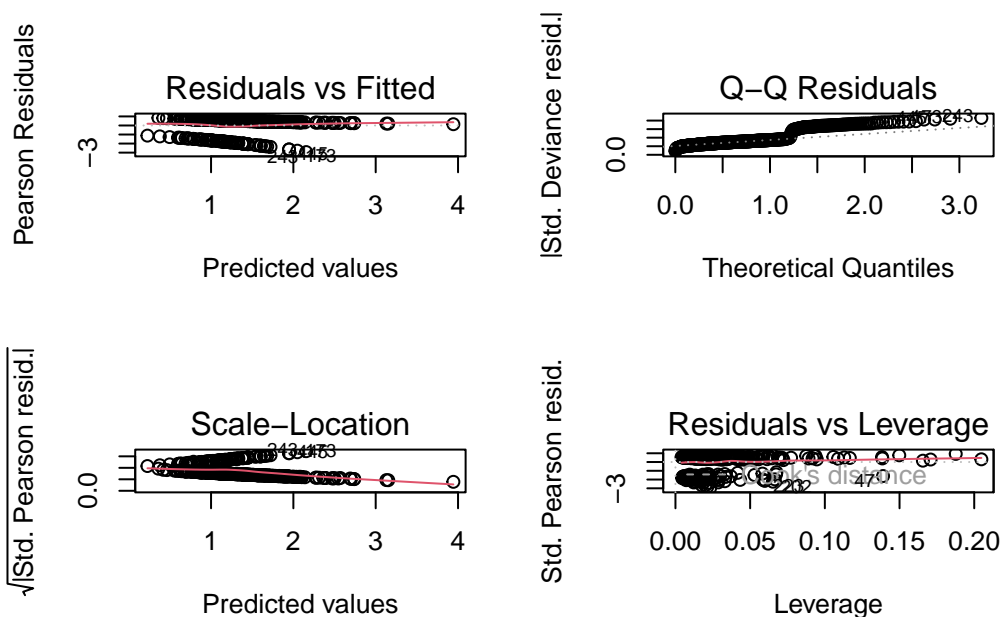 Residuals vs Fitted
Pearson Residuals
−3
1 2 3 4
Predicted values
Q−Q Residuals
|Std. Deviance resid.|
0.0
243
0.0 1.0 2.0 3.0
Theoretical Quantiles
Scale−Location
√|Std. Pearson resid.|
0.0
1 2 3 4
Predicted values
Residuals vs Leverage
Std. Pearson resid.
−3
Cook's distance
470
0.00 0.05 0.10 0.15 0.20
Leverage